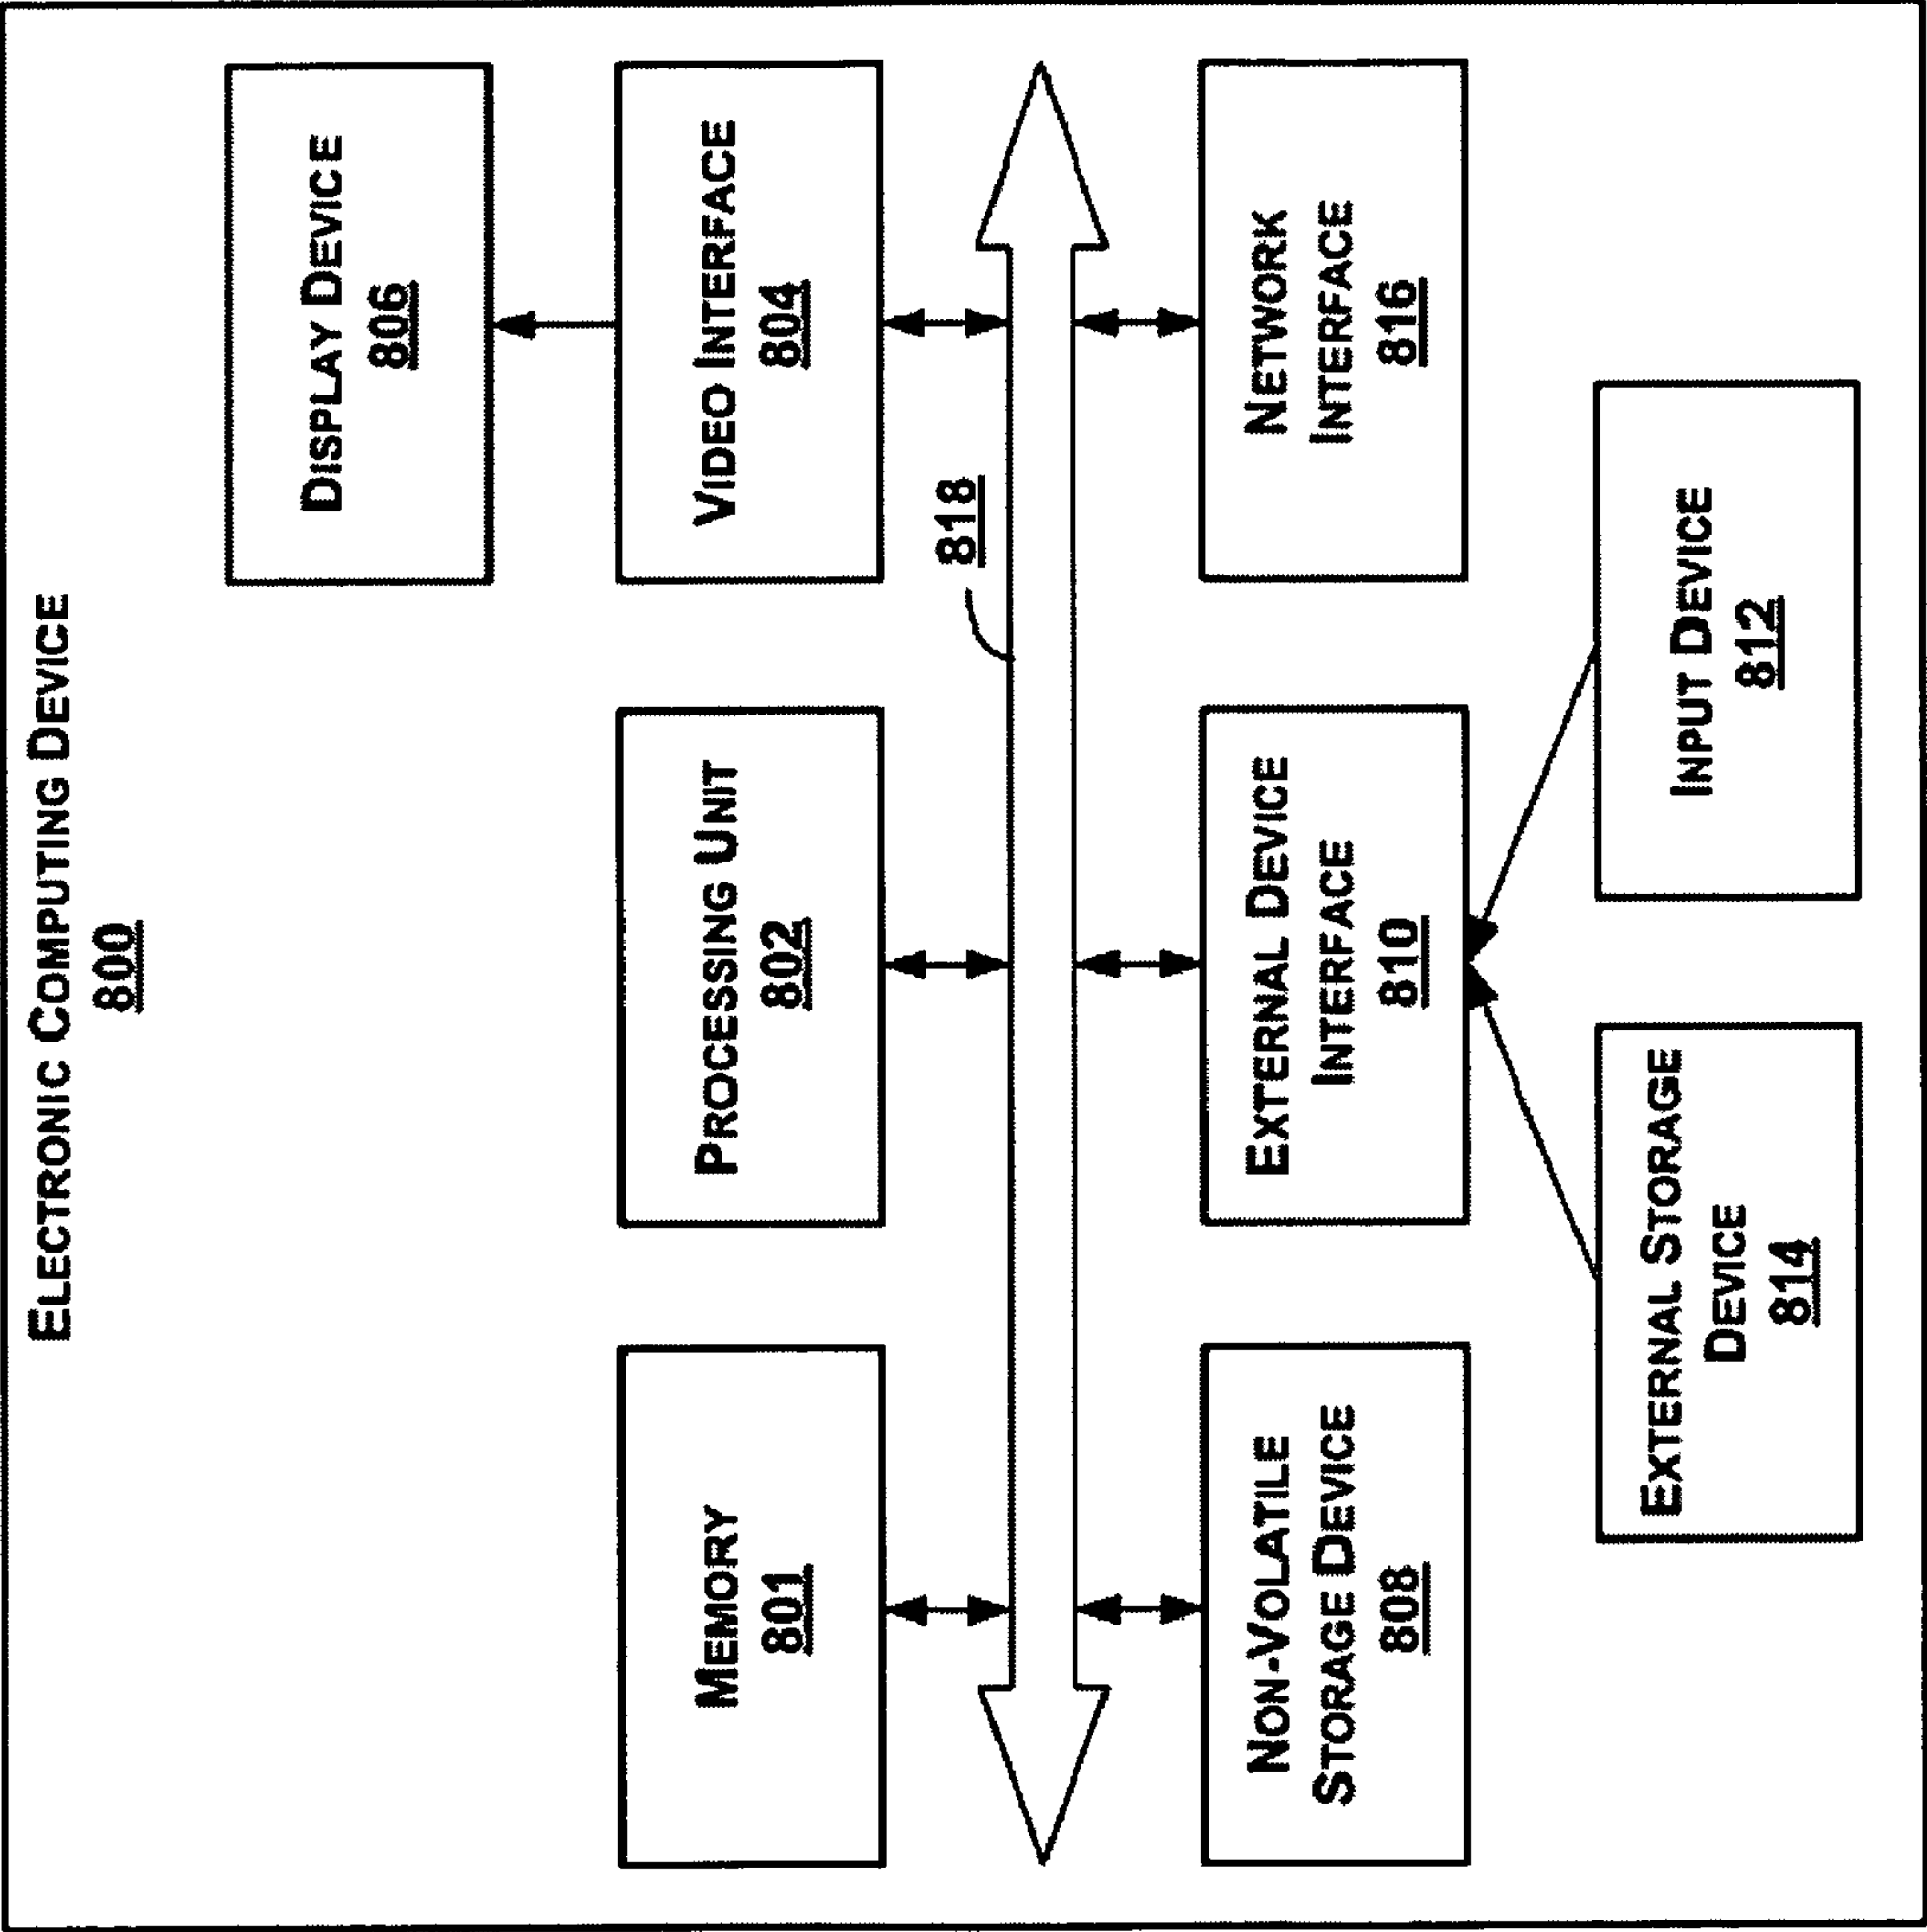 ELECTRONIC COMPUTING DEVICE
800
DISPLAY DEVICE
806
MEMORY
801
PROCESSING UNIT
802
VIDEO INTERFACE
804
818
NON-VOLATILE
STORAGE DEVICE
808
EXTERNAL DEVICE
INTERFACE
810
NETWORK
INTERFACE
816
EXTERNAL STORAGE
DEVICE
814
INPUT DEVICE
812